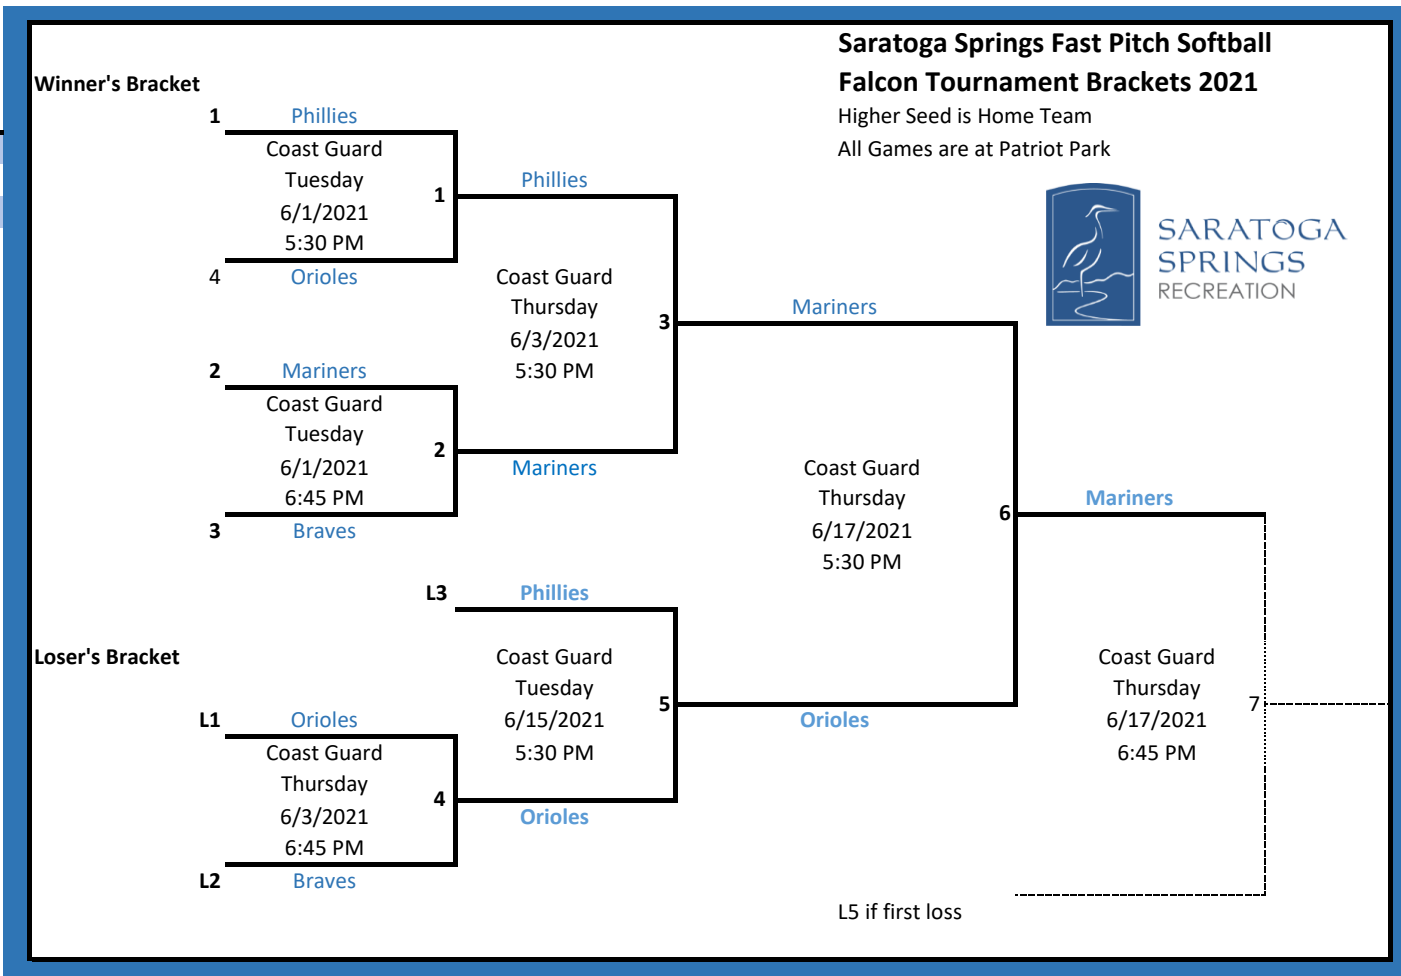 Saratoga Springs Fast Pitch Softball
Falcon Tournament Brackets 2021
Higher Seed is Home Team
All Games are at Patriot Park
SARATOGA
SPRINGS
RECREATION
Winner's Bracket
1 Phillies
Coast Guard
Tuesday
6/1/2021
5:30 PM
1
4 Orioles
2 Mariners
Coast Guard
Tuesday
6/1/2021
6:45 PM
2
3 Braves
Phillies
Coast Guard
Thursday
6/3/2021
5:30 PM
3
Mariners
Mariners
Coast Guard
Thursday
6/17/2021
5:30 PM
6
Orioles
Mariners
Coast Guard
Thursday
6/17/2021
6:45 PM
7
L5 if first loss
L3 Phillies
Coast Guard
Tuesday
6/15/2021
5:30 PM
5
Orioles
Loser's Bracket
L1 Orioles
Coast Guard
Thursday
6/3/2021
6:45 PM
4
L2 Braves